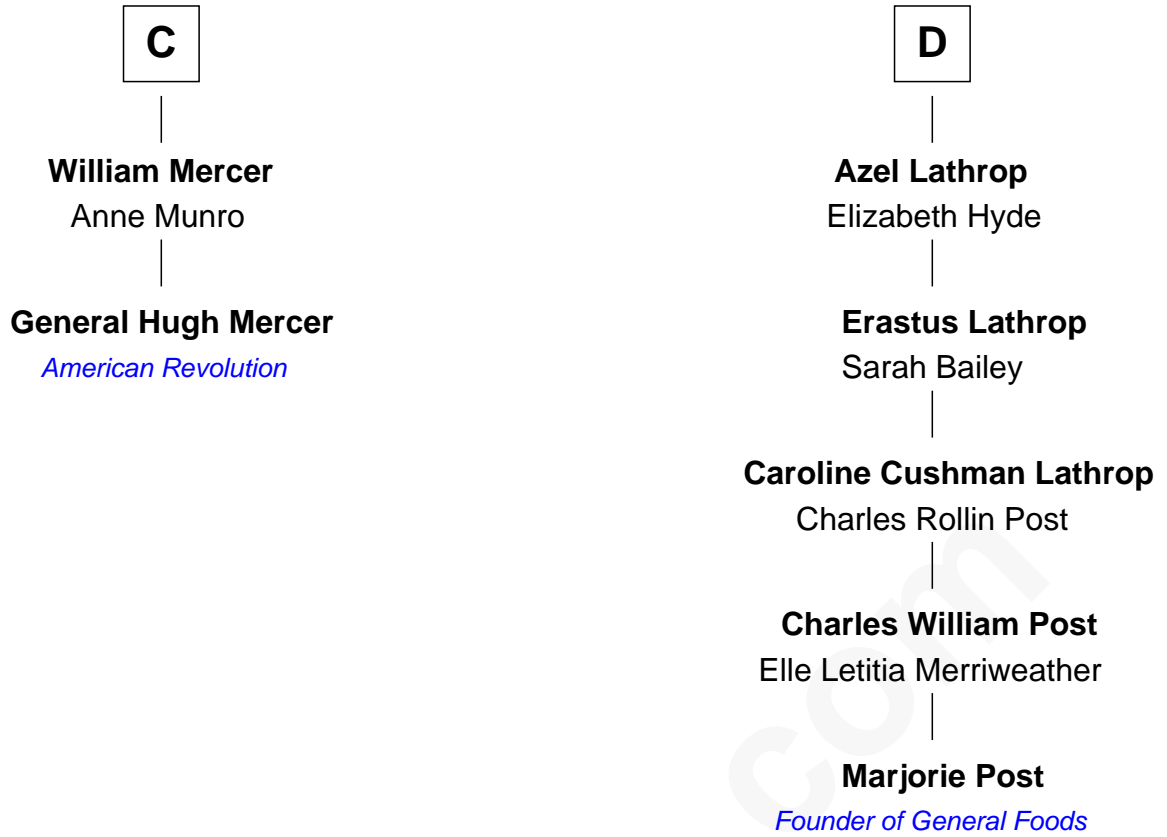 C
William Mercer
Anne Munro
General Hugh Mercer
American Revolution
D
Azel Lathrop
Elizabeth Hyde
Erastus Lathrop
Sarah Bailey
Caroline Cushman Lathrop
Charles Rollin Post
Charles William Post
Elle Letitia Merriweather
Marjorie Post
Founder of General Foods
com